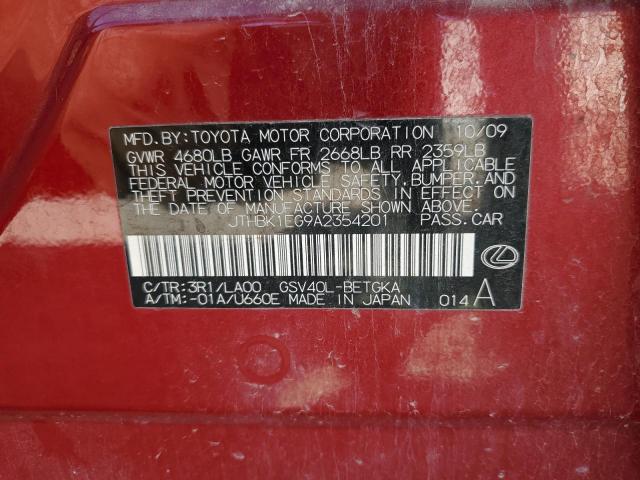 MFD. BY: TOYOTA MOTOR CORPORATION 10/09
GVWR 4680LB GAWR FR 2668LB RR 2359LB
THIS VEHICLE CONFORMS TO ALL APPLICABLE
FEDERAL MOTOR VEHICLE SAFETY, BUMPER, AND
THEFT PREVENTION STANDARDS IN EFFECT ON
THE DATE OF MANUFACTURE SHOWN ABOVE.
JTHBK1EG9A2354201 PASS.CAR
C/TR: 3R1/LA00 GSV40L-BETGKA
A/TM: -01A/U660E MADE IN JAPAN 014 A